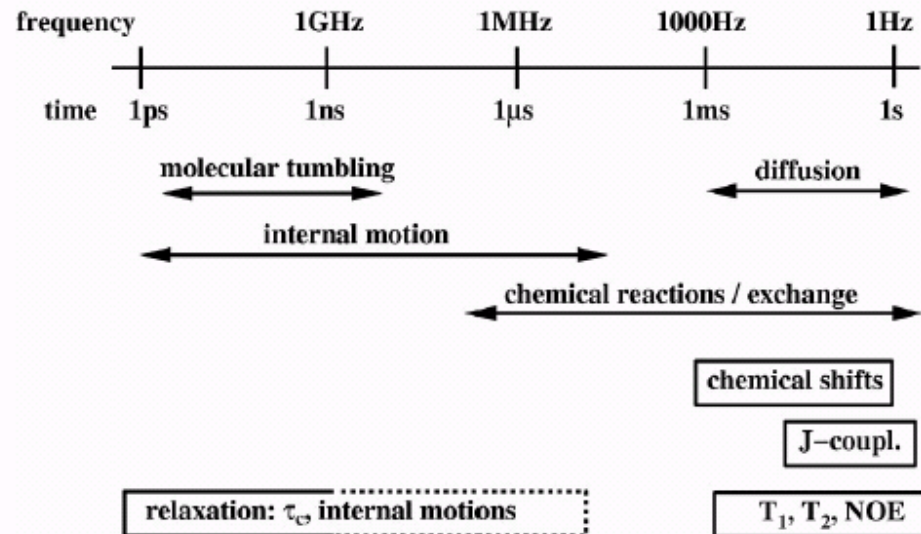 frequency 1GHz 1MHz 1000Hz 1Hz
time 1ps 1ns 1μs 1ms 1s
molecular tumbling diffusion
internal motion
chemical reactions / exchange
chemical shifts
J−coupl.
relaxation: τc, internal motions T1, T2, NOE